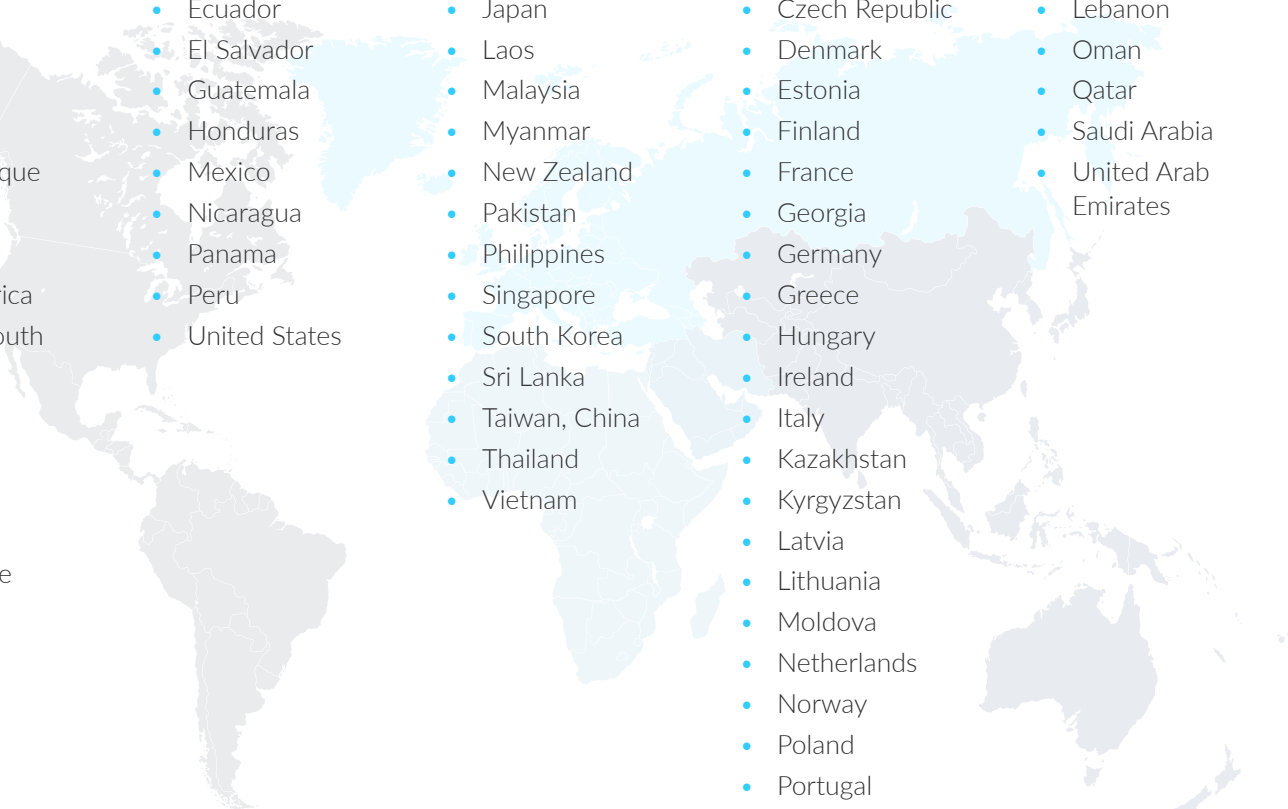 que
ica
outh
e
Ecuador
El Salvador
Guatemala
Honduras
Mexico
Nicaragua
Panama
Peru
United States
Japan
Laos
Malaysia
Myanmar
New Zealand
Pakistan
Philippines
Singapore
South Korea
Sri Lanka
Taiwan, China
Thailand
Vietnam
Czech Republic
Denmark
Estonia
Finland
France
Georgia
Germany
Greece
Hungary
Ireland
Italy
Kazakhstan
Kyrgyzstan
Latvia
Lithuania
Moldova
Netherlands
Norway
Poland
Portugal
Lebanon
Oman
Qatar
Saudi Arabia
United Arab
Emirates